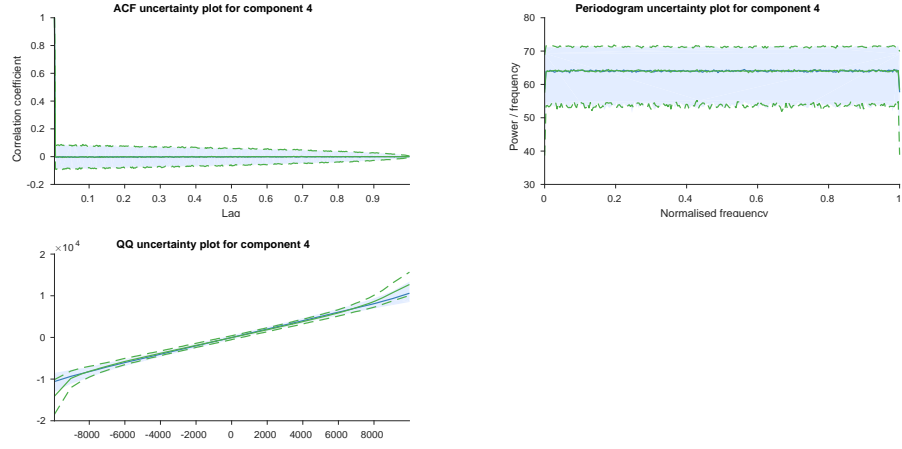 ACF uncertainty plot for component 4
1
0.8
0.6
0.4
0.2
0
-0.2
Correlation coefficient
0.1 0.2 0.3 0.4 0.5 0.6 0.7 0.8 0.9
Lag
Periodogram uncertainty plot for component 4
80
70
60
50
40
30
Power / frequency
0 0.2 0.4 0.6 0.8 1
Normalised frequency
QQ uncertainty plot for component 4
×10 4
2
1
0
-1
-2
-8000 -6000 -4000 -2000 0 2000 4000 6000 8000